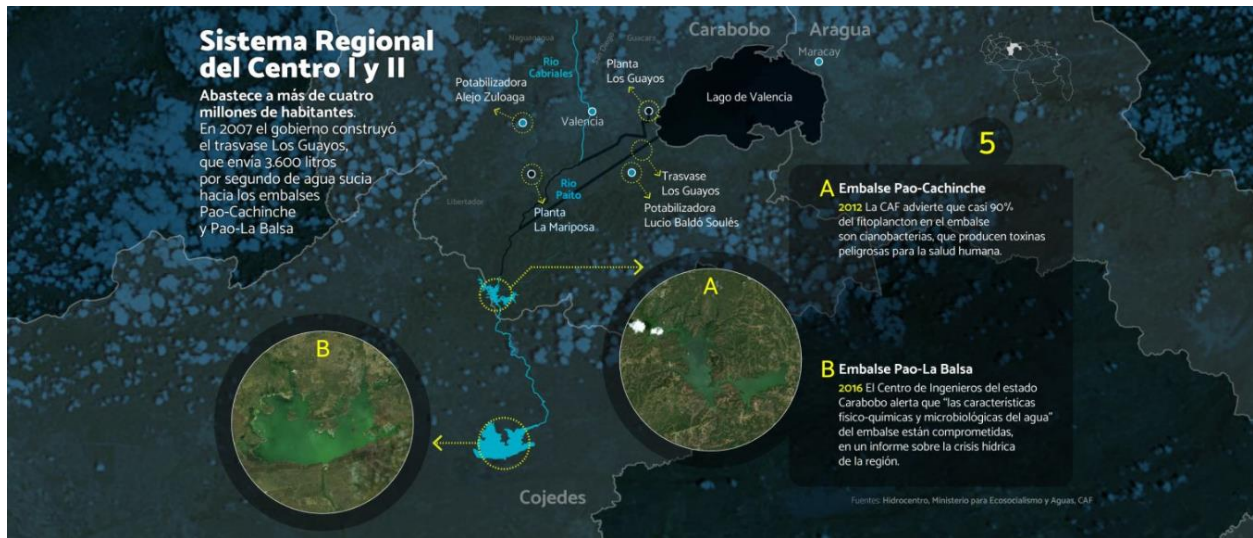 Sistema Regional
del Centro I y II
Abastece a más de cuatro
millones de habitantes.
En 2007 el gobierno construyó
el trasvase Los Guayos,
que envía 3.600 litros
por segundo de agua sucia
hacia los embalses
Pao-Cachinche
y Pao-La Balsa
Naguanagua
Guacara
Carabobo
Aragua
Maracay
Río
Cabriales
Planta
Los Guayos
Potabilizadora
Alejo Zuloaga
Valencia
Lago de Valencia
Río
Paito
Trasvase
Los Guayos
Libertador
Planta
La Mariposa
Potabilizadora
Lucio Baldó Soulés
5
A Embalse Pao-Cachinche
2012 La CAF advierte que casi 90%
del fitoplancton en el embalse
son cianobacterias, que producen toxinas
peligrosas para la salud humana.
A
B
B Embalse Pao-La Balsa
2016 El Centro de Ingenieros del estado
Carabobo alerta que "las características
físico-químicas y microbiológicas del agua"
del embalse están comprometidas,
en un informe sobre la crisis hídrica
de la región.
Cojedes
Fuentes: Hidrocentro, Ministerio para Ecosocialismo y Aguas, CAF